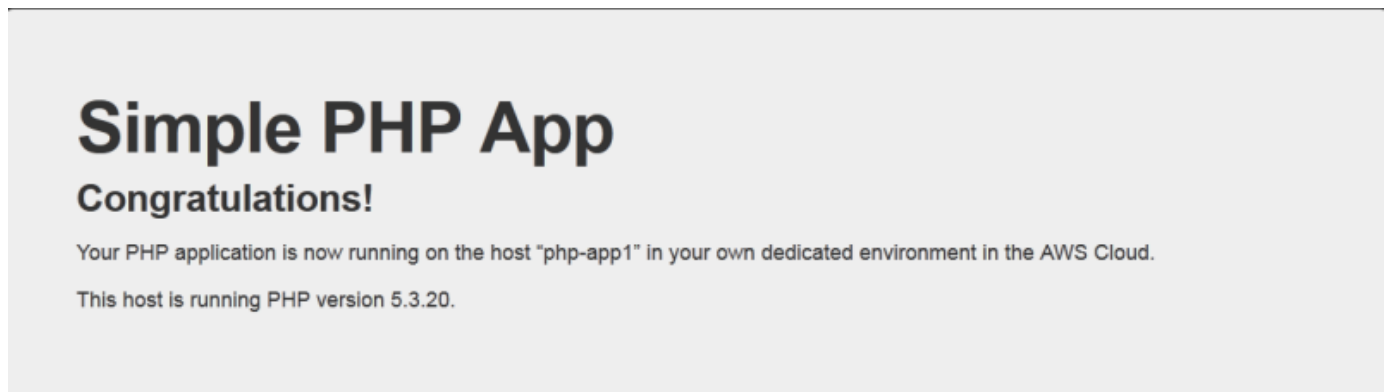 Simple PHP App
Congratulations!
Your PHP application is now running on the host “php-app1” in your own dedicated environment in the AWS Cloud.
This host is running PHP version 5.3.20.